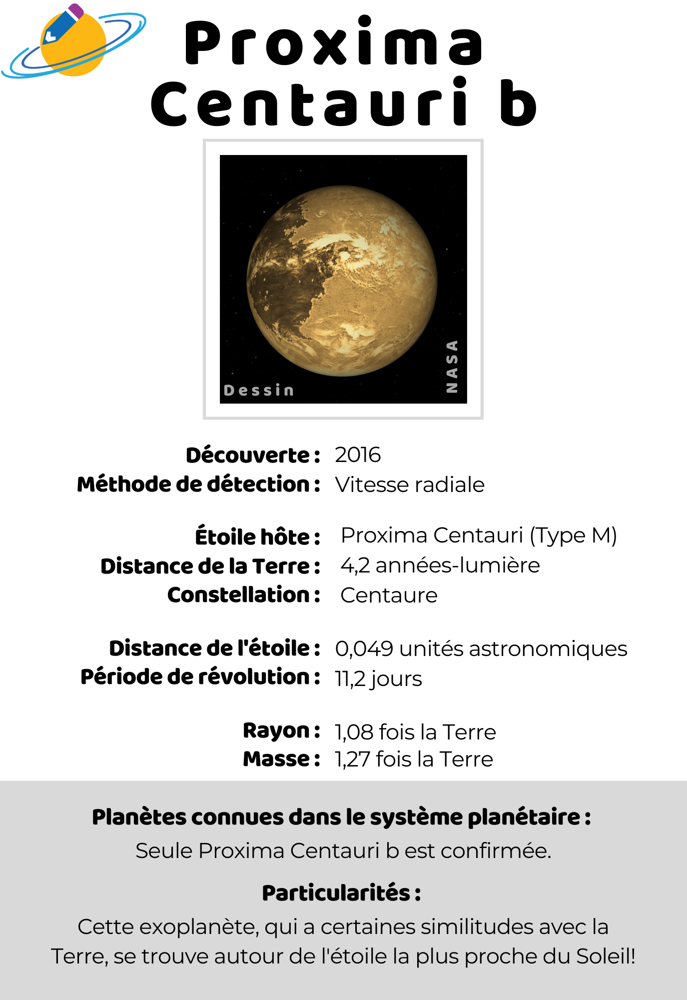 Proxima
Centauri b
NASA
Dessin
Découverte : 2016
Méthode de détection : Vitesse radiale
Étoile hôte : Proxima Centauri (Type M)
Distance de la Terre : 4,2 années-lumière
Constellation : Centaure
Distance de l'étoile : 0,049 unités astronomiques
Période de révolution : 11,2 jours
Rayon : 1,08 fois la Terre
Masse : 1,27 fois la Terre
Planètes connues dans le système planétaire :
Seule Proxima Centauri b est confirmée.
Particularités :
Cette exoplanète, qui a certaines similitudes avec la
Terre, se trouve autour de l'étoile la plus proche du Soleil!